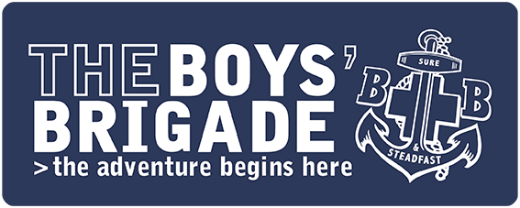 THE BOYS'
BRIGADE
> the adventure begins here
SURE
B B
&
STEADFAST